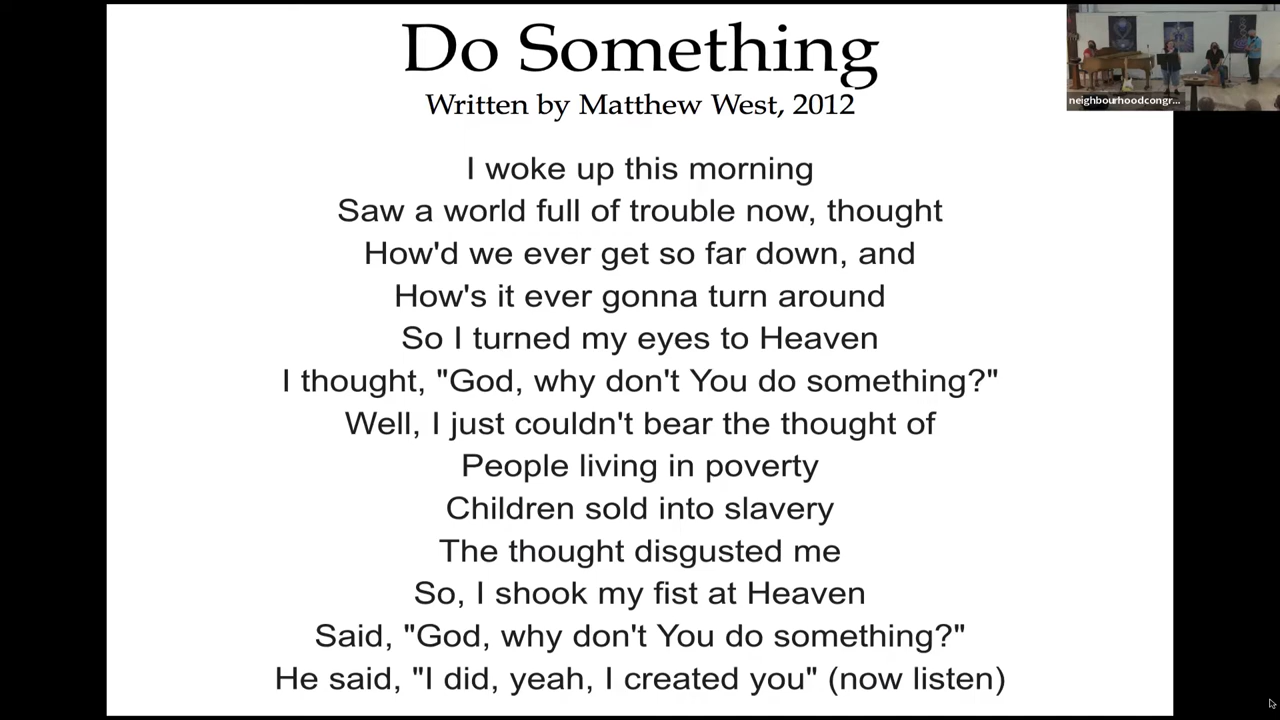 Do Something
Written by Matthew West, 2012
I woke up this morning
Saw a world full of trouble now, thought
How'd we ever get so far down, and
How's it ever gonna turn around
So I turned my eyes to Heaven
I thought, "God, why don't You do something?"
Well, I just couldn't bear the thought of
People living in poverty
Children sold into slavery
The thought disgusted me
So, I shook my fist at Heaven
Said, "God, why don't You do something?"
He said, "I did, yeah, I created you" (now listen)
neighbourhoodcongr...